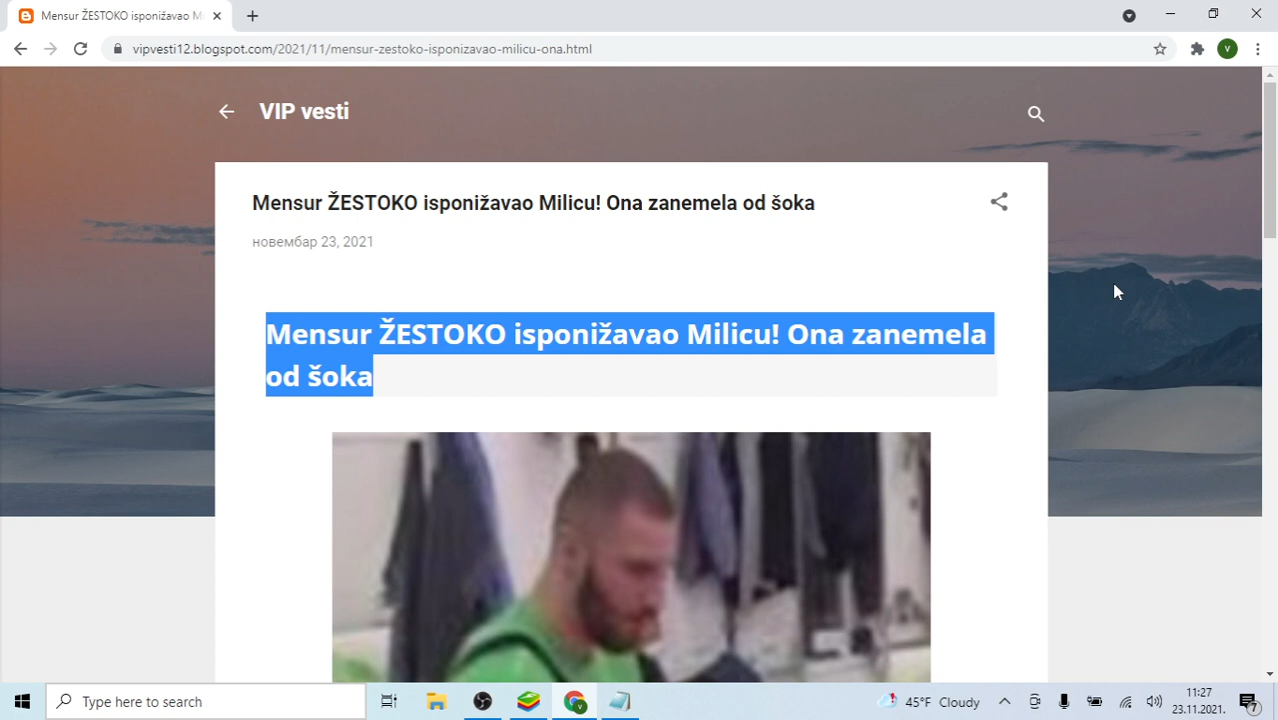 Mensur ŽESTOKO isponižavao M
vipvesti12.blogspot.com/2021/11/mensur-zestoko-isponizavao-milicu-ona.html
V
VIP vesti
Mensur ŽESTOKO isponižavao Milicu! Ona zanemela od šoka
новембар 23, 2021
Mensur ŽESTOKO isponižavao Milicu! Ona zanemela
od šoka
Type here to search
V
45°F Cloudy
11:27
23.11.2021.
7